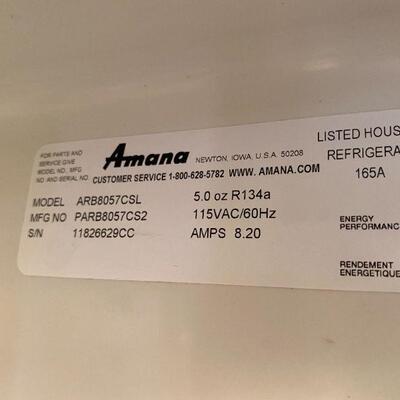 FOR PARTS AND
SERVICE GIVE
MODEL NO., MFG
NO. AND SERIAL NO.
Amana
NEWTON, IOWA, U.S.A. 50208
CUSTOMER SERVICE 1-800-628-5782 WWW. AMANA.COM
MODEL ARB8057CSL 5.0 oz R134a
MFG NO PARB8057CS2 115VAC/60Hz
S/N 11826629CC AMPS 8.20
LISTED HOUS
REFRIGERA
165A
ENERGY
PERFORMANC
RENDEMENT
ENERGETIQUE